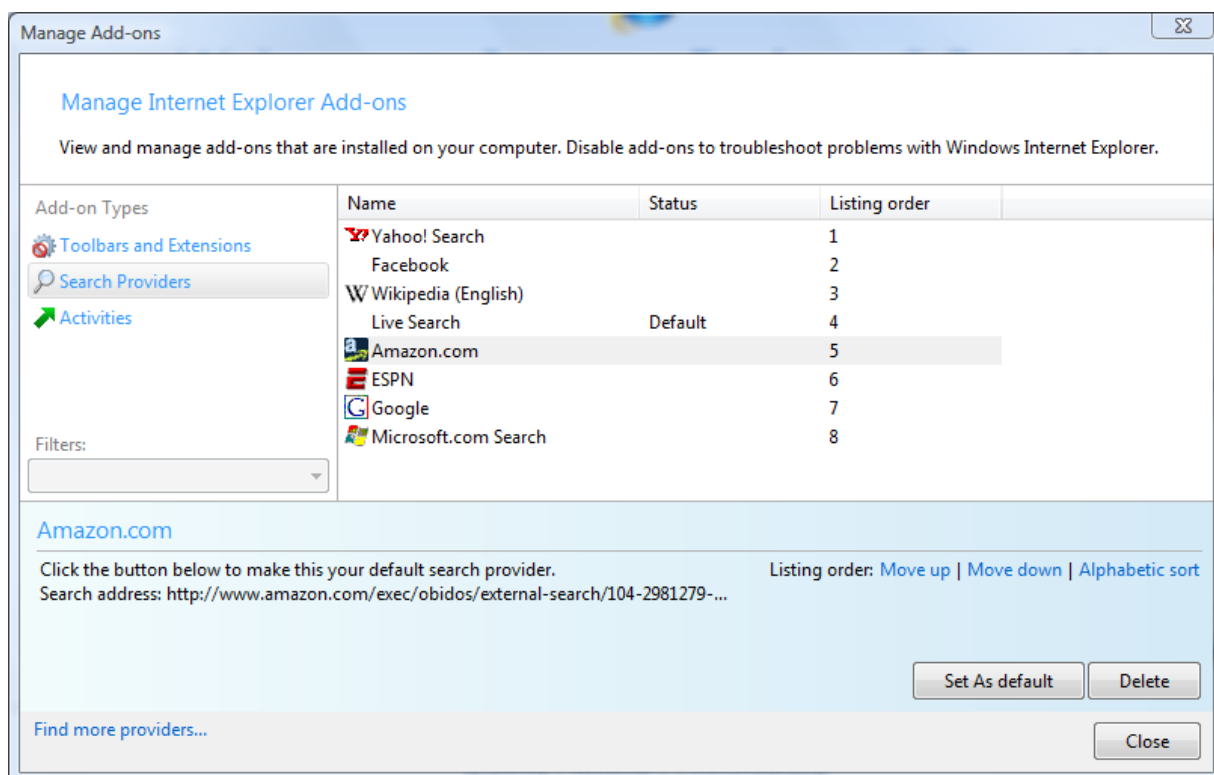 Manage Add-ons
Manage Internet Explorer Add-ons
View and manage add-ons that are installed on your computer. Disable add-ons to troubleshoot problems with Windows Internet Explorer.
Add-on Types
Toolbars and Extensions
Search Providers
Activities
Filters:
Name Status Listing order
Yahoo! Search 1
Facebook 2
Wikipedia (English) 3
Live Search Default 4
Amazon.com 5
ESPN 6
Google 7
Microsoft.com Search 8
Amazon.com
Click the button below to make this your default search provider.
Search address: http://www.amazon.com/exec/obidos/external-search/104-2981279-...
Listing order: Move up | Move down | Alphabetic sort
Set As default Delete
Find more providers...
Close